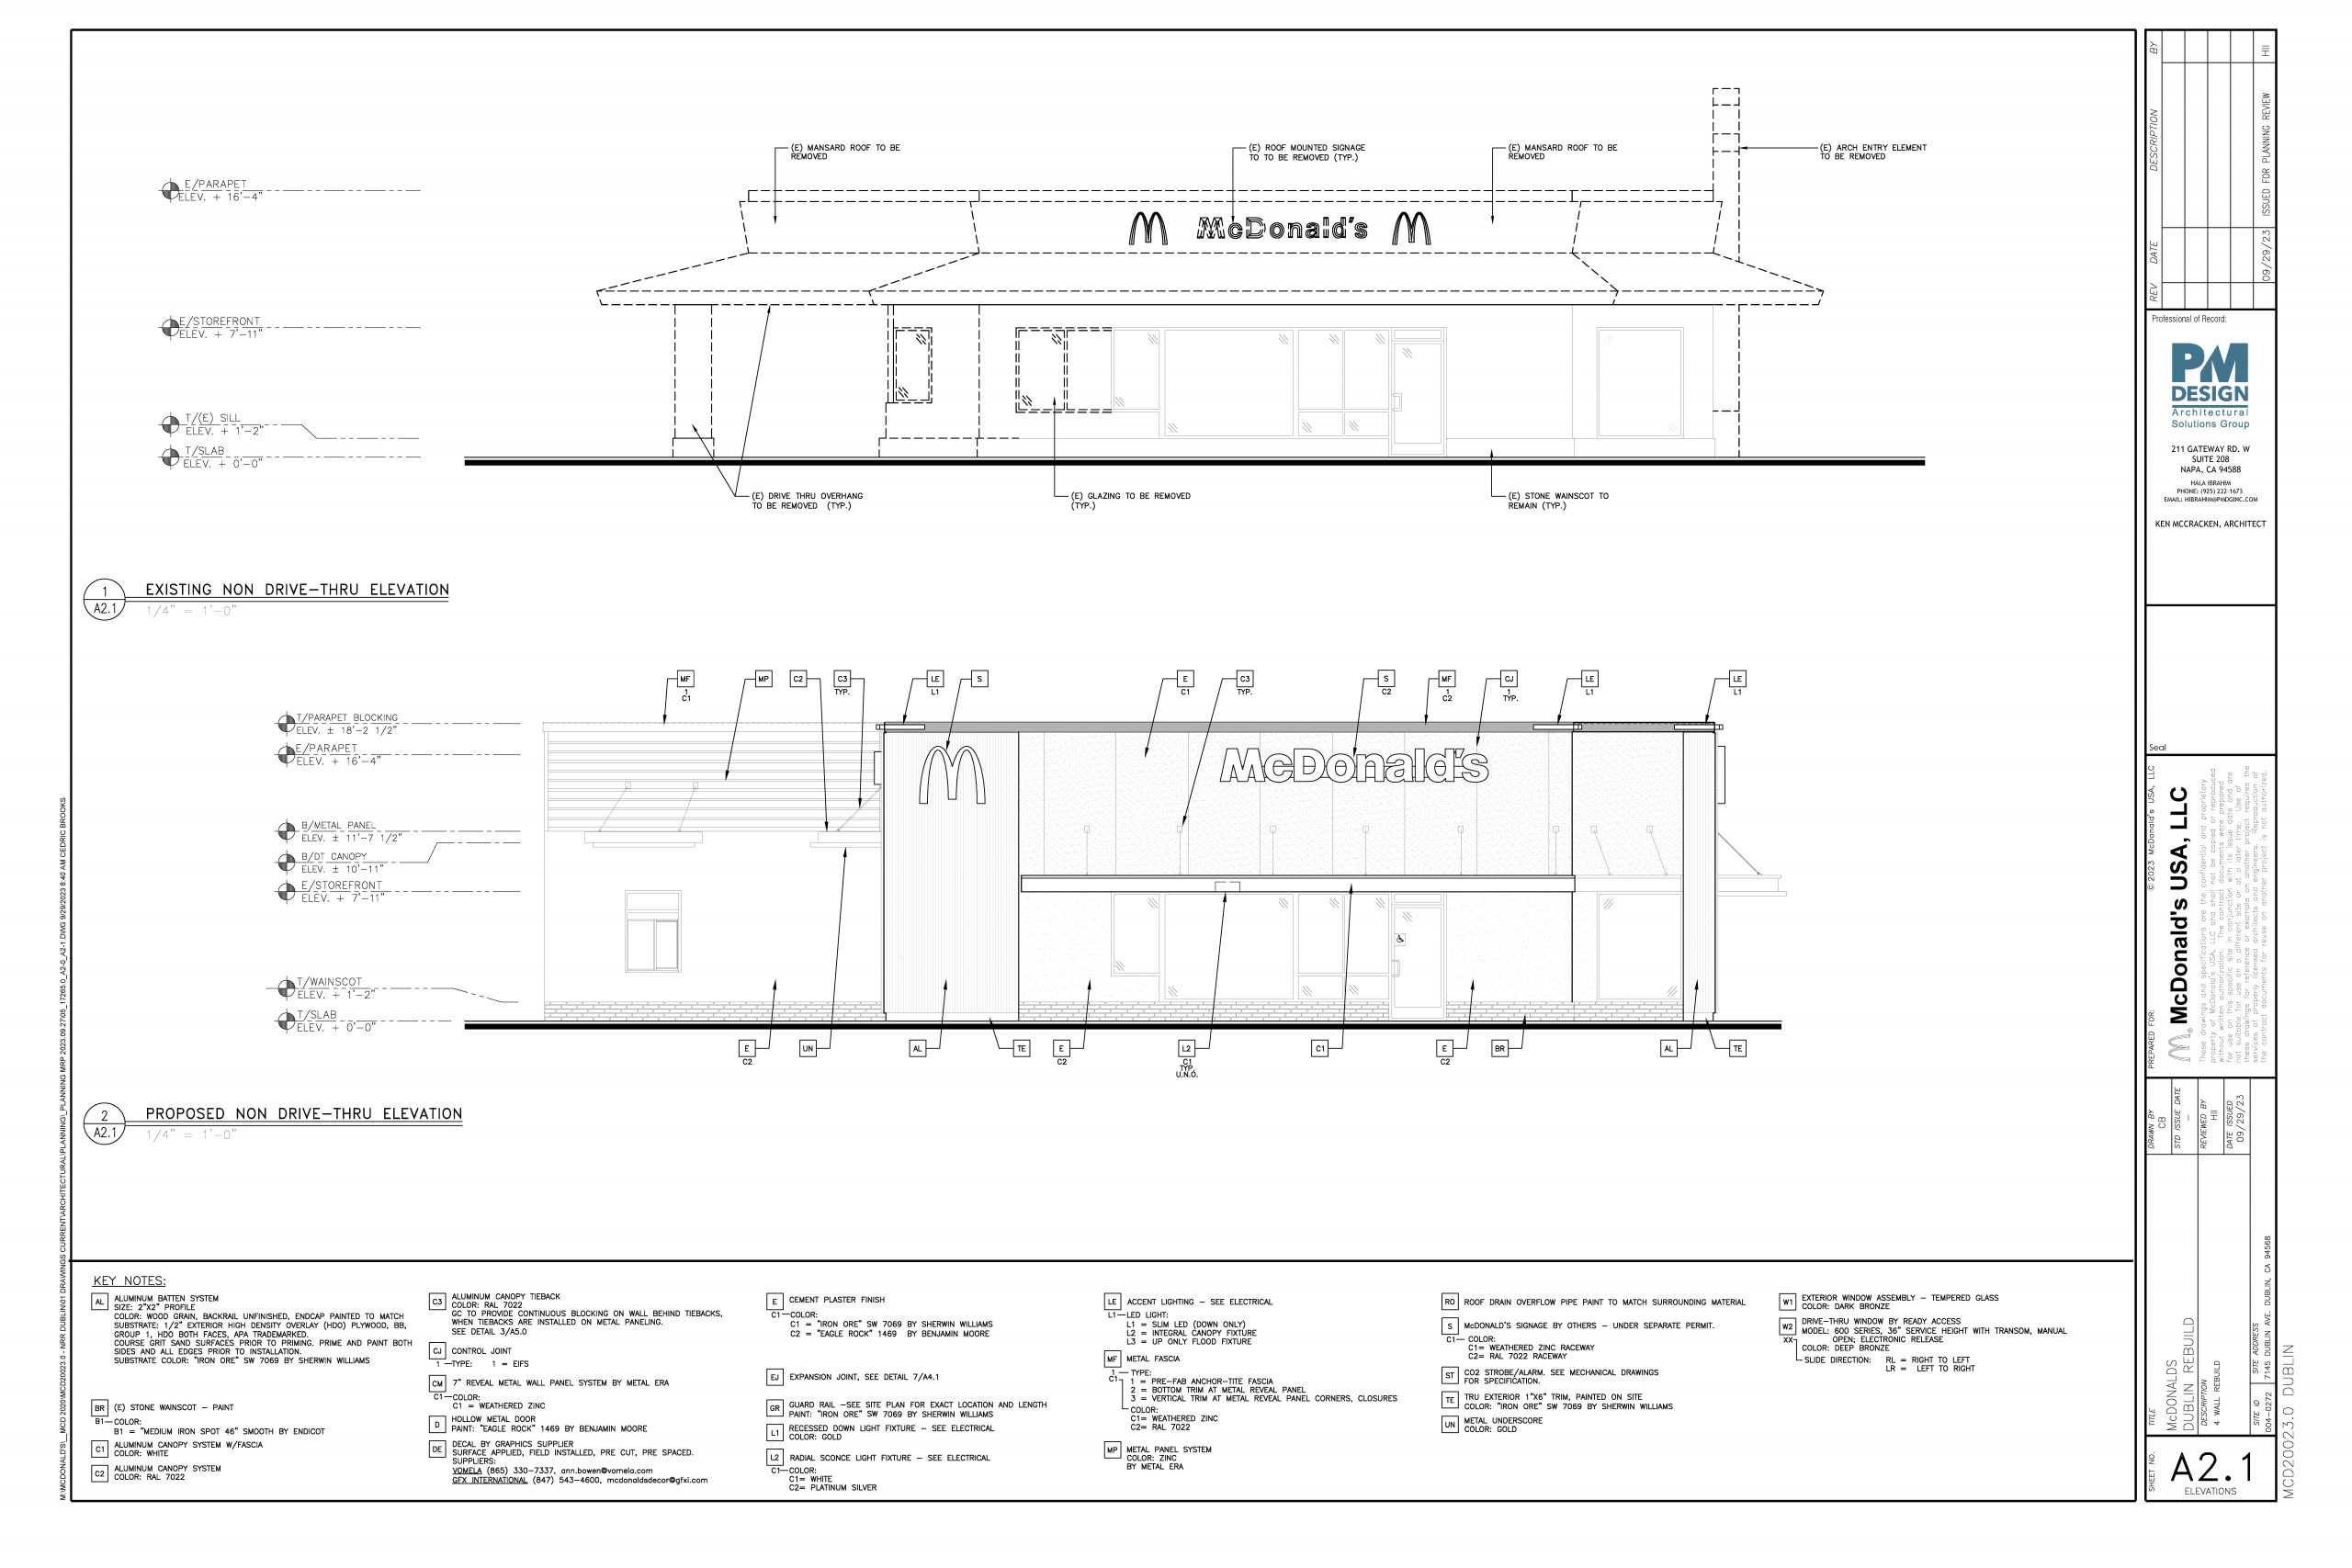 (E) MANSARD ROOF TO BE
REMOVED
(E) ROOF MOUNTED SIGNAGE
TO TO BE REMOVED (TYP.)
(E) MANSARD ROOF TO BE
REMOVED
(E) ARCH ENTRY ELEMENT
TO BE REMOVED
E/PARAPET
ELEV. + 16'-4"
McDonald's
E/STOREFRONT
ELEV. + 7'-11"
T/(E) SILL
ELEV. + 1'-2"
T/SLAB
ELEV. + 0'-0"
(E) DRIVE THRU OVERHANG
TO BE REMOVED (TYP.)
(E) GLAZING TO BE REMOVED
(TYP.)
(E) STONE WAINSCOT TO
REMAIN (TYP.)
1
A2.1
EXISTING NON DRIVE-THRU ELEVATION
1/4" = 1'-0"
MF
1
C1
MP
C2
C3
TYP.
LE
L1
S
E
C1
C3
TYP.
S
C2
MF
1
C2
CJ
1
TYP.
LE
L1
LE
L1
T/PARAPET BLOCKING
ELEV. ± 18'-2 1/2"
E/PARAPET
ELEV. + 16'-4"
McDonald's
B/METAL PANEL
ELEV. ± 11'-7 1/2"
B/DT CANOPY
ELEV. ± 10'-11"
E/STOREFRONT
ELEV. + 7'-11"
T/WAINSCOT
ELEV. + 1'-2"
T/SLAB
ELEV. + 0'-0"
E
C2
UN
AL
TE
E
C2
L2
C1
TYP.
U.N.O.
C1
E
C2
BR
AL
TE
2
A2.1
PROPOSED NON DRIVE-THRU ELEVATION
1/4" = 1'-0"
KEY NOTES:
AL
ALUMINUM BATTEN SYSTEM
SIZE: 2"X2" PROFILE
COLOR: WOOD GRAIN, BACKRAIL UNFINISHED, ENDCAP PAINTED TO MATCH
SUBSTRATE: 1/2" EXTERIOR HIGH DENSITY OVERLAY (HDO) PLYWOOD, BB,
GROUP 1, HDO BOTH FACES, APA TRADEMARKED.
COURSE GRIT SAND SURFACES PRIOR TO PRIMING. PRIME AND PAINT BOTH
SIDES AND ALL EDGES PRIOR TO INSTALLATION.
SUBSTRATE COLOR: "IRON ORE" SW 7069 BY SHERWIN WILLIAMS
BR
(E) STONE WAINSCOT - PAINT
B1
COLOR:
B1 = "MEDIUM IRON SPOT 46" SMOOTH BY ENDICOT
C1
ALUMINUM CANOPY SYSTEM W/FASCIA
COLOR: WHITE
C2
ALUMINUM CANOPY SYSTEM
COLOR: RAL 7022
C3
ALUMINUM CANOPY TIEBACK
COLOR: RAL 7022
GC TO PROVIDE CONTINUOUS BLOCKING ON WALL BEHIND TIEBACKS,
WHEN TIEBACKS ARE INSTALLED ON METAL PANELING.
SEE DETAIL 3/A5.0
CJ
CONTROL JOINT
1 TYPE: 1 = EIFS
CM
7" REVEAL METAL WALL PANEL SYSTEM BY METAL ERA
C1
COLOR:
C1 = WEATHERED ZINC
D
HOLLOW METAL DOOR
PAINT: "EAGLE ROCK" 1469 BY BENJAMIN MOORE
DE
DECAL BY GRAPHICS SUPPLIER
SURFACE APPLIED, FIELD INSTALLED, PRE CUT, PRE SPACED.
SUPPLIERS:
VOMELA (865) 330-7337, ann.bowen@vomela.com
GFX INTERNATIONAL (847) 543-4600, mcdonaldsdecor@gfxi.com
E
CEMENT PLASTER FINISH
C1
COLOR:
C1 = "IRON ORE" SW 7069 BY SHERWIN WILLIAMS
C2 = "EAGLE ROCK" 1469 BY BENJAMIN MOORE
EJ
EXPANSION JOINT, SEE DETAIL 7/A4.1
GR
GUARD RAIL -SEE SITE PLAN FOR EXACT LOCATION AND LENGTH
PAINT: "IRON ORE" SW 7069 BY SHERWIN WILLIAMS
L1
RECESSED DOWN LIGHT FIXTURE - SEE ELECTRICAL
COLOR: GOLD
L2
RADIAL SCONCE LIGHT FIXTURE - SEE ELECTRICAL
C1
COLOR:
C1= WHITE
C2= PLATINUM SILVER
LE
ACCENT LIGHTING - SEE ELECTRICAL
L1
LED LIGHT:
L1 = SLIM LED (DOWN ONLY)
L2 = INTEGRAL CANOPY FIXTURE
L3 = UP ONLY FLOOD FIXTURE
MF
METAL FASCIA
1
C1
TYPE:
1 = PRE-FAB ANCHOR-TITE FASCIA
2 = BOTTOM TRIM AT METAL REVEAL PANEL
3 = VERTICAL TRIM AT METAL REVEAL PANEL CORNERS, CLOSURES
COLOR:
C1= WEATHERED ZINC
C2= RAL 7022
MP
METAL PANEL SYSTEM
COLOR: ZINC
BY METAL ERA
RO
ROOF DRAIN OVERFLOW PIPE PAINT TO MATCH SURROUNDING MATERIAL
S
McDONALD'S SIGNAGE BY OTHERS - UNDER SEPARATE PERMIT.
C1
COLOR:
C1= WEATHERED ZINC RACEWAY
C2= RAL 7022 RACEWAY
ST
CO2 STROBE/ALARM. SEE MECHANICAL DRAWINGS
FOR SPECIFICATION.
TE
TRU EXTERIOR 1"X6" TRIM, PAINTED ON SITE
COLOR: "IRON ORE" SW 7069 BY SHERWIN WILLIAMS
UN
METAL UNDERSCORE
COLOR: GOLD
W1
EXTERIOR WINDOW ASSEMBLY - TEMPERED GLASS
COLOR: DARK BRONZE
W2
XX
DRIVE-THRU WINDOW BY READY ACCESS
MODEL: 600 SERIES, 36" SERVICE HEIGHT WITH TRANSOM, MANUAL
OPEN; ELECTRONIC RELEASE
COLOR: DEEP BRONZE
SLIDE DIRECTION: RL = RIGHT TO LEFT
LR = LEFT TO RIGHT
M:\MCDONALD'S\_MCD 2020\MCD20023.0 - NRR DUBLIN\01 DRAWINGS CURRENT\ARCHITECTURAL\PLANNING\_PLANNING MRP 2023.09.27\05_17265.0_A2-0_A2-1.DWG 9/29/2023 8:40 AM CEDRIC BROOKS
REV DATE DESCRIPTION BY
09/29/23 ISSUED FOR PLANNING REVIEW HII
Professional of Record:
PM
DESIGN
Architectural
Solutions Group
211 GATEWAY RD. W
SUITE 208
NAPA, CA 94588
HALA IBRAHIM
PHONE: (925) 222-1673
EMAIL: HIBRAHIM@PMDGINC.COM
KEN MCCRACKEN, ARCHITECT
Seal
PREPARED FOR:
© 2023 McDonald's USA, LLC
McDonald's USA, LLC
These drawings and specifications are the confidential and proprietary
property of McDonald's USA, LLC and shall not be copied or reproduced
without written authorization. The contract documents were prepared
for use on this specific site in conjunction with its issue date and are
not suitable for use on a different site or at a later time. Use of
these drawings for reference or example on another project requires the
services of properly licensed architects and engineers. Reproduction of
the contract documents for reuse on another project is not authorized.
DRAWN BY
CB
STD ISSUE DATE
-
REVIEWED BY
HII
DATE ISSUED
09/29/23
TITLE
McDONALDS
DUBLIN REBUILD
DESCRIPTION
4 WALL REBUILD
SITE ID
004-0272
SITE ADDRESS
7145 DUBLIN AVE. DUBLIN, CA 94568
SHEET NO.
A2.1
ELEVATIONS
MCD20023.0 DUBLIN